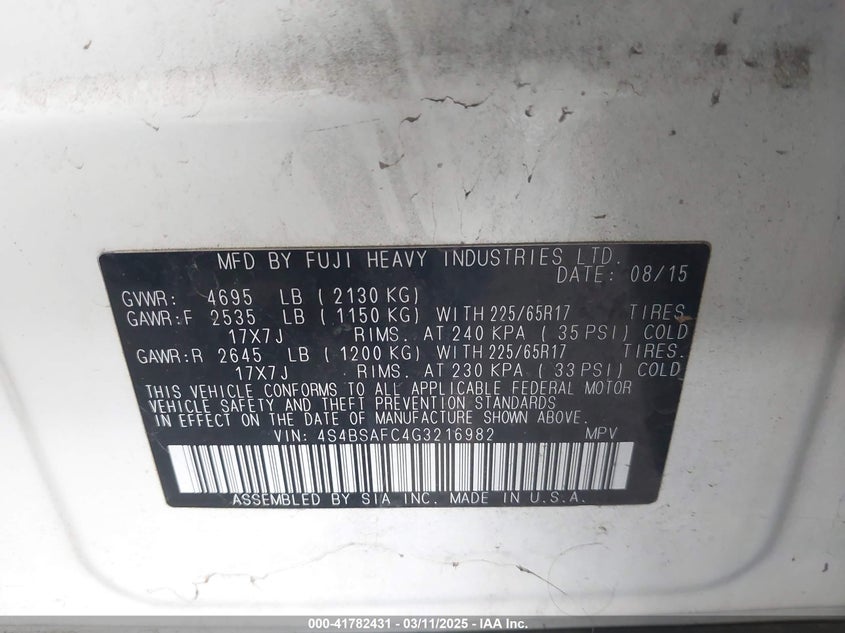 MFD BY FUJI HEAVY INDUSTRIES LTD.
DATE: 08/15
GVWR: 4695 LB ( 2130 KG)
GAWR:F 2535 LB ( 1150 KG) WITH 225/65R17 TIRES
17X7J RIMS. AT 240 KPA ( 35 PSI) COLD
GAWR:R 2645 LB ( 1200 KG) WITH 225/65R17 TIRES.
17X7J RIMS. AT 230 KPA ( 33 PSI) COLD
THIS VEHICLE CONFORMS TO ALL APPLICABLE FEDERAL MOTOR
VEHICLE SAFETY AND THEFT PREVENTION STANDARDS
IN EFFECT ON THE DATE OF MANUFACTURE SHOWN ABOVE.
VIN: 4S4BSAFC4G3216982 MPV
ASSEMBLED BY SIA INC. MADE IN U.S.A.
000-41782431 - 03/11/2025 - © IAA Inc.